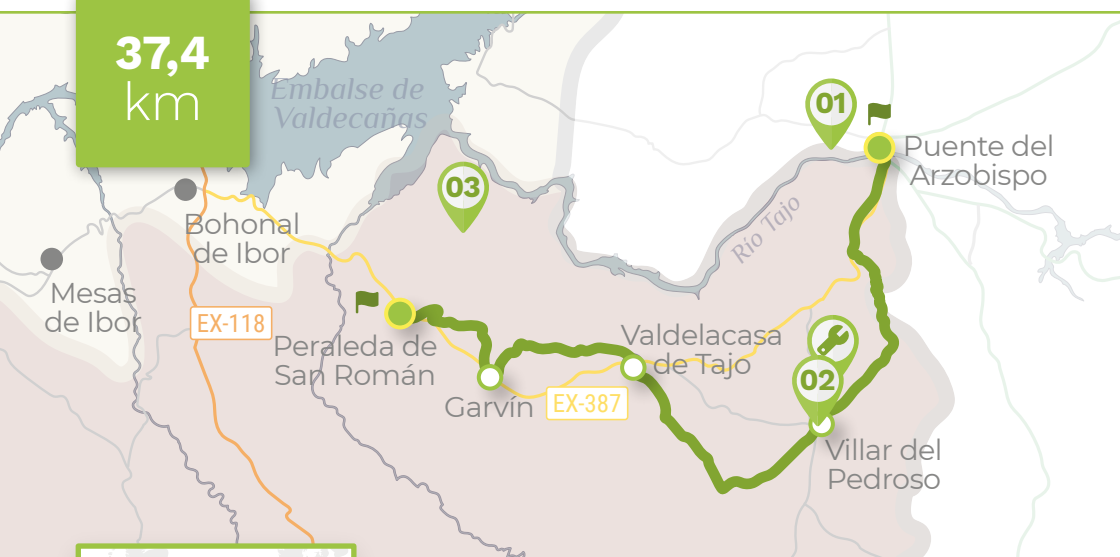 37,4
km
Embalse de
Valdecañas
01
Puente del
Arzobispo
03
Río Tajo
Bohonal
de Ibor
Mesas
de Ibor
EX-118
Peraleda de
San Román
Valdelacasa
de Tajo
02
Garvín
EX-387
Villar del
Pedroso